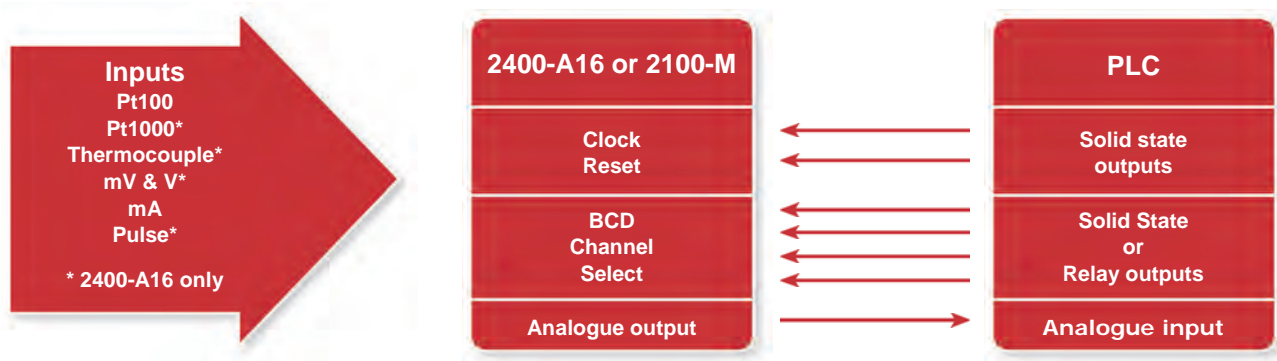 Inputs
Pt100
Pt1000*
Thermocouple*
mV & V*
mA
Pulse*
* 2400-A16 only
2400-A16 or 2100-M
Clock
Reset
BCD
Channel
Select
Analogue output
PLC
Solid state
outputs
Solid State
or
Relay outputs
Analogue input